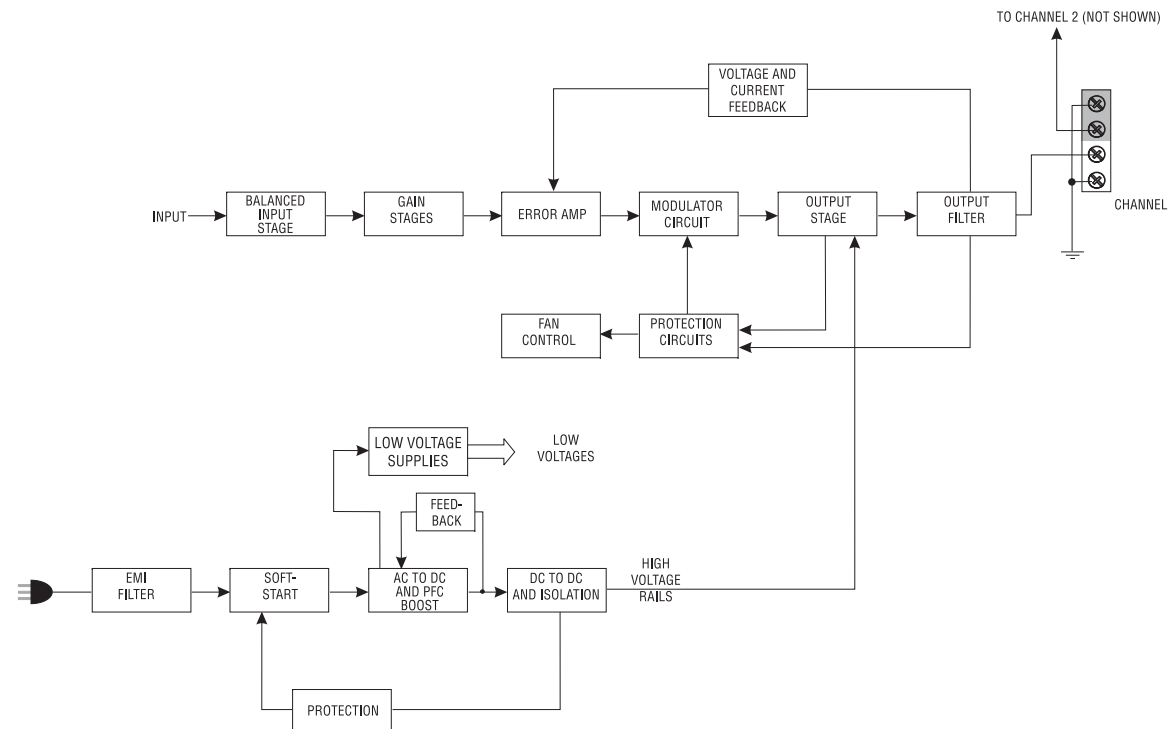 TO CHANNEL 2 (NOT SHOWN)
VOLTAGE AND
CURRENT
FEEDBACK
INPUT
BALANCED
INPUT
STAGE
GAIN
STAGES
ERROR AMP
MODULATOR
CIRCUIT
OUTPUT
STAGE
OUTPUT
FILTER
CHANNEL
FAN
CONTROL
PROTECTION
CIRCUITS
LOW VOLTAGE
SUPPLIES
LOW
VOLTAGES
FEED-
BACK
EMI
FILTER
SOFT-
START
AC TO DC
AND PFC
BOOST
DC TO DC
AND ISOLATION
HIGH
VOLTAGE
RAILS
PROTECTION